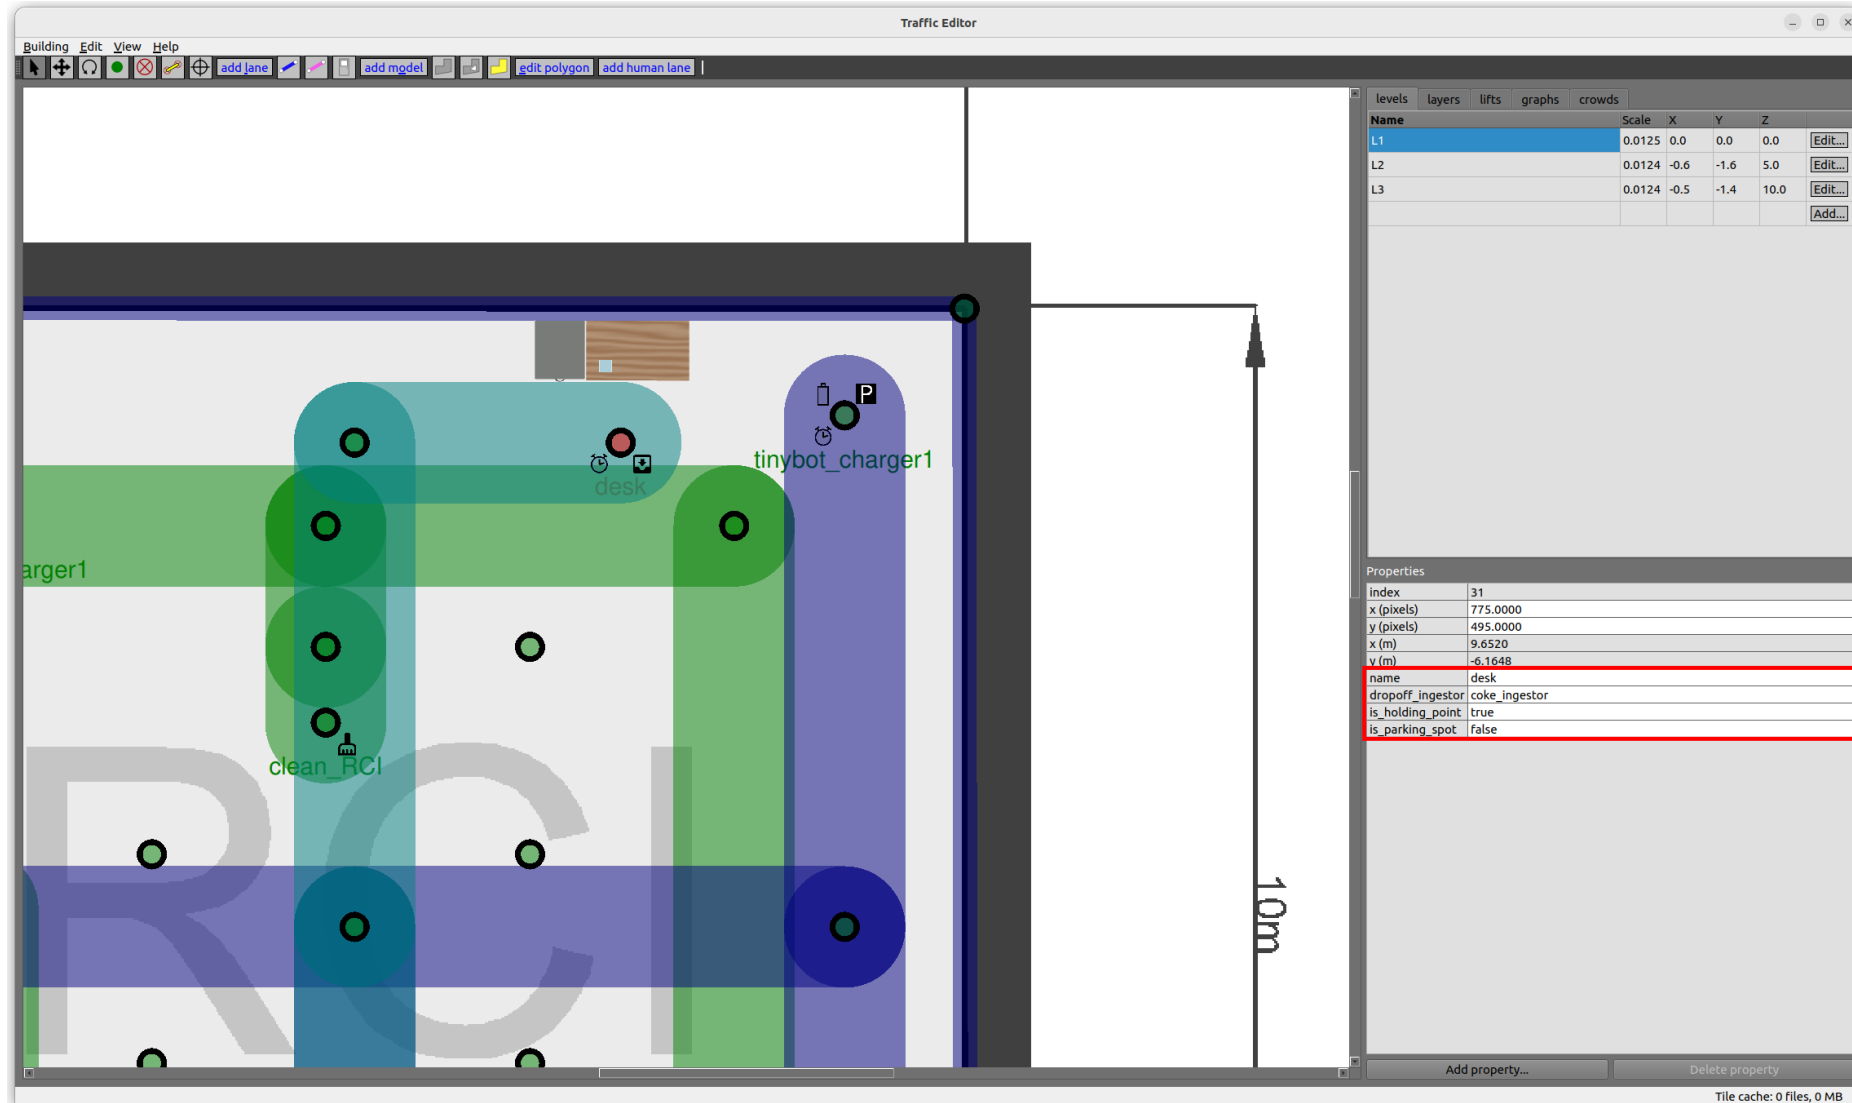 Traffic Editor
Building Edit View Help
add lane add model edit polygon add human lane
levels layers lifts graphs crowds
Name Scale X Y Z
L1 0.0125 0.0 0.0 0.0 Edit...
L2 0.0124 -0.6 -1.6 5.0 Edit...
L3 0.0124 -0.5 -1.4 10.0 Edit...
Add...
P
tinybot_charger1
desk
arger1
clean_RCI
RCI
10m
Properties
index 31
x (pixels) 775.0000
y (pixels) 495.0000
x (m) 9.6520
y (m) -6.1648
name desk
dropoff_ingestor coke_ingestor
is_holding_point true
is_parking_spot false
Add property... Delete property
Tile cache: 0 files, 0 MB